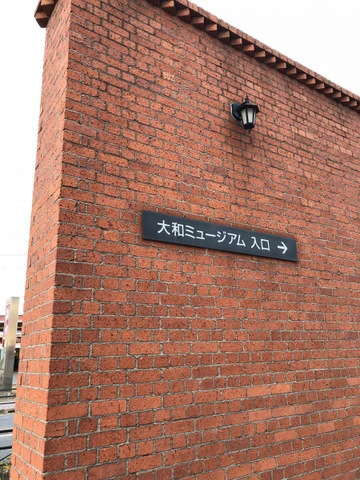 大和ミュージアム 入口 →